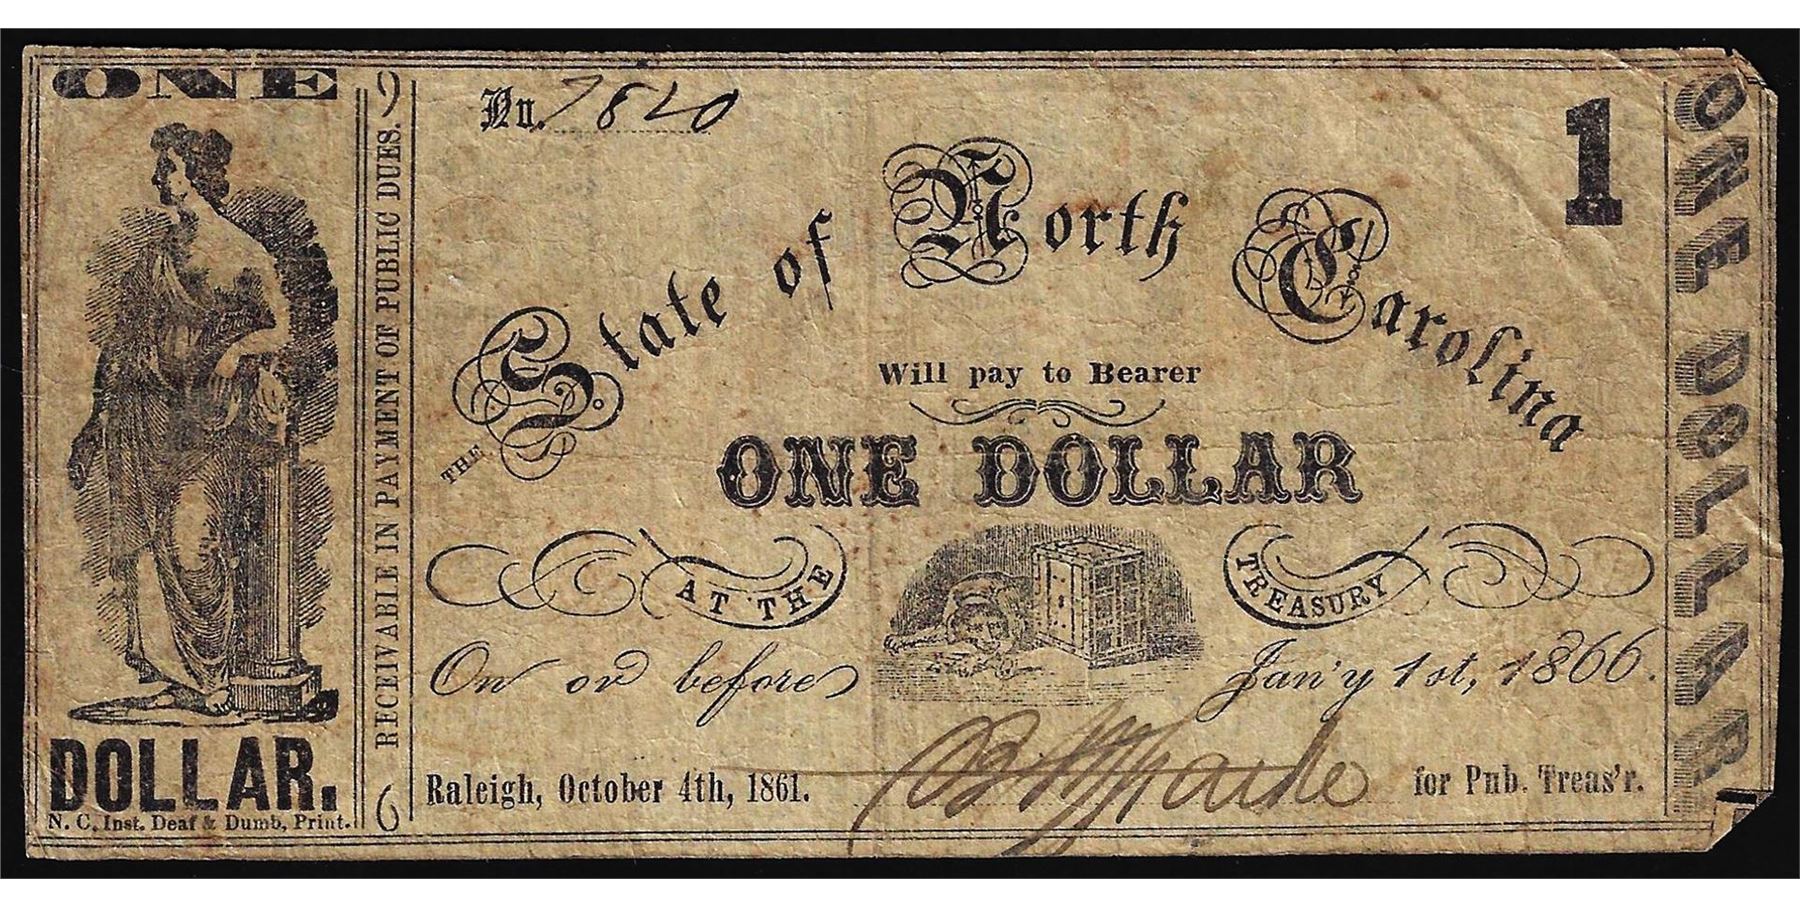 ONE
DOLLAR.
N. C. Inst. Deaf & Dumb, Print.
RECEIVABLE IN PAYMENT OF PUBLIC DUES.
No. 7820
1
THE State of North Carolina
Will pay to Bearer
ONE DOLLAR
AT THE TREASURY
On or before Jan'y 1st, 1866.
Raleigh, October 4th, 1861. for Pub. Treas'r.
ONE DOLLAR